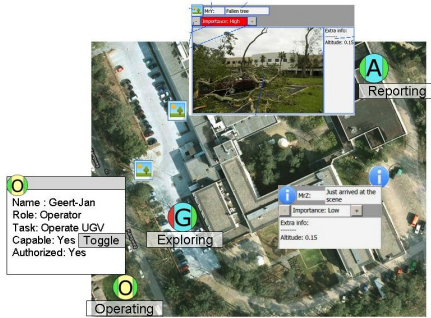 MrY: Fallen tree
Importance: High
Extra info:
--------
Altitude: 0.15
A
Reporting
O
Name : Geert-Jan
Role: Operator
Task: Operate UGV
Capable: Yes Toggle
Authorized: Yes
G
Exploring
i
i
MrZ: Just arrived at the
scene
Importance: Low +
Extra info:
--------
Altitude: 0.15
O
Operating